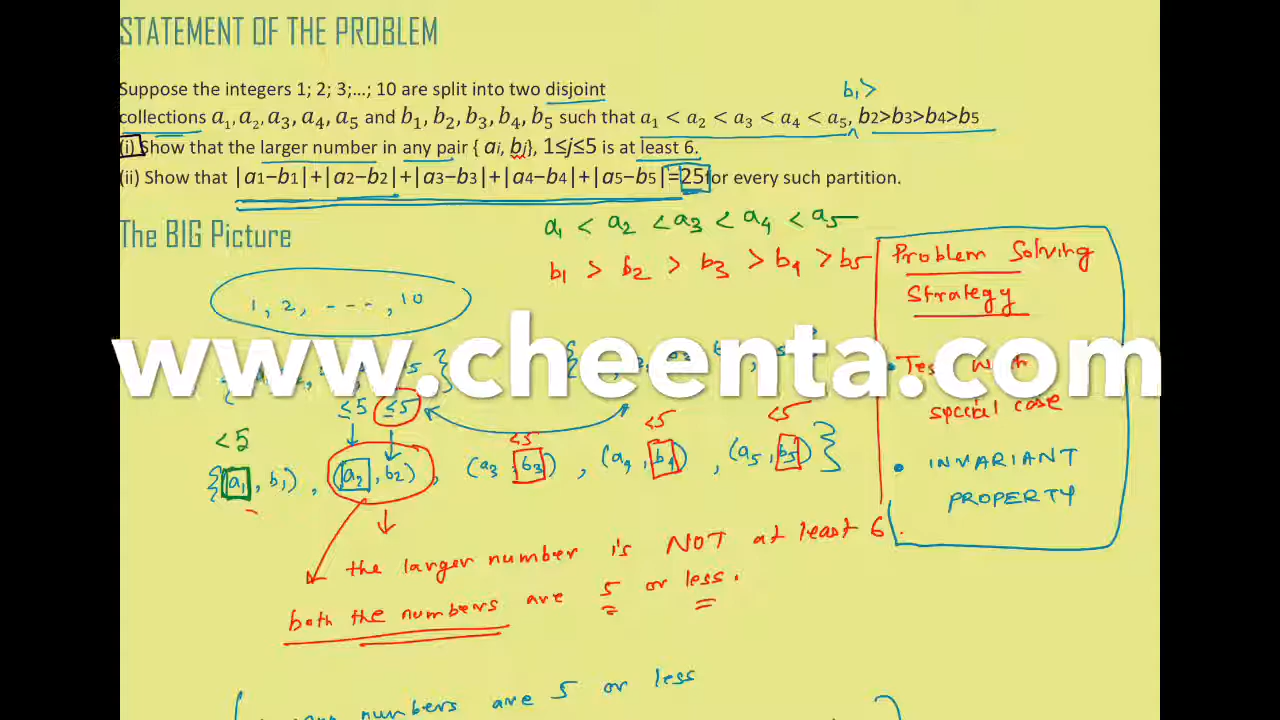 STATEMENT OF THE PROBLEM
b₁>
Suppose the integers 1; 2; 3;…; 10 are split into two disjoint
collections a₁, a₂, a₃, a₄, a₅ and b₁, b₂, b₃, b₄, b₅ such that a₁ < a₂ < a₃ < a₄ < a₅, b2>b3>b4>b5
(i) Show that the larger number in any pair { ai, bj}, 1≤j≤5 is at least 6.
(ii) Show that |a1−b1|+|a2−b2|+|a3−b3|+|a4−b4|+|a5−b5|=25for every such partition.
The BIG Picture
a₁ < a₂ < a₃ < a₄ < a₅
b₁ > b₂ > b₃ > b₄ > b₅
1, 2, ---, 10
www.cheenta.com
≤5 ≤5
<5 <5 <5 <5
{(a₁, b₁), (a₂, b₂), (a₃, b₃), (a₄, b₄), (a₅, b₅)}
the larger number is NOT at least 6.
both the numbers are 5 or less.
numbers are 5 or less
Problem Solving
Strategy
special case
• INVARIANT
PROPERTY